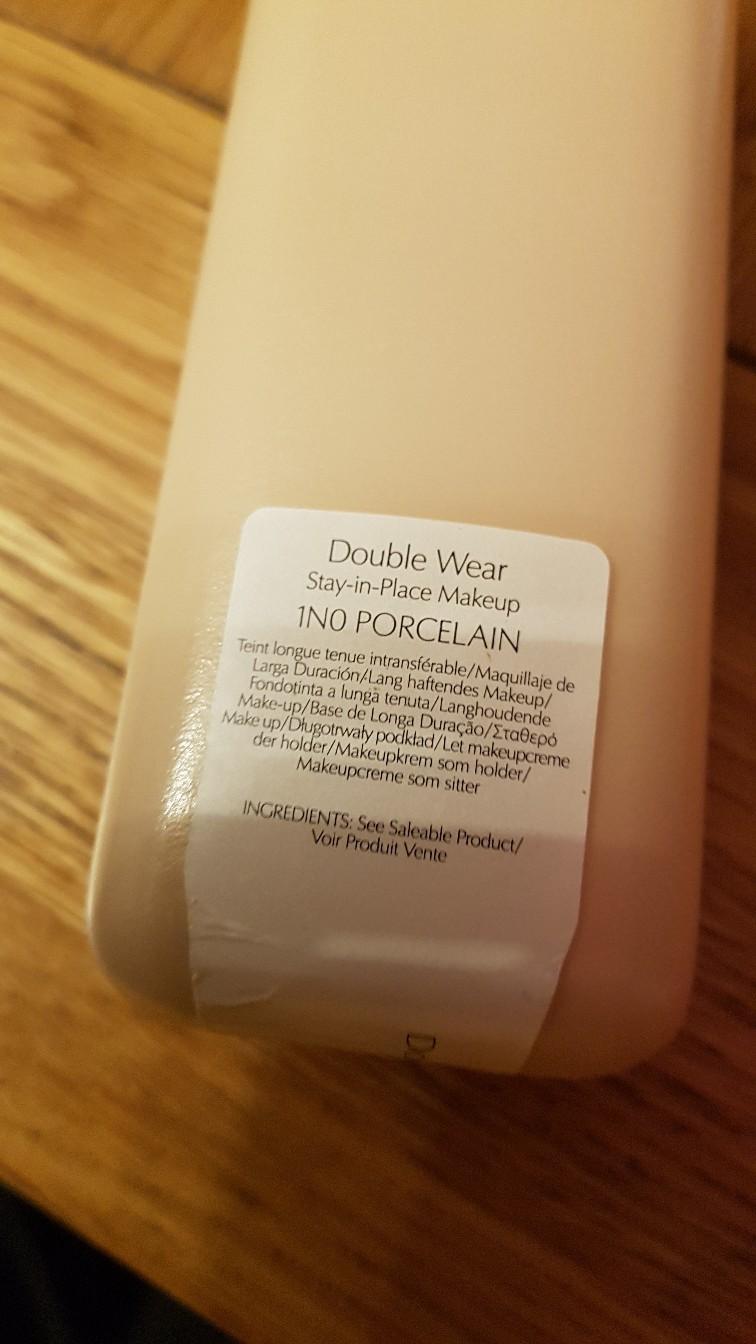 Double Wear
Stay-in-Place Makeup
1N0 PORCELAIN
Teint longue tenue intransférable/Maquillaje de
Larga Duración/Lang haftendes Makeup/
Fondotinta a lunga tenuta/Langhoudende
Make-up/Base de Longa Duração/Σταθερό
Make up/Długotrwały podkład/Let makeupcreme
der holder/Makeupkrem som holder/
Makeupcreme som sitter
INGREDIENTS: See Saleable Product/
Voir Produit Vente